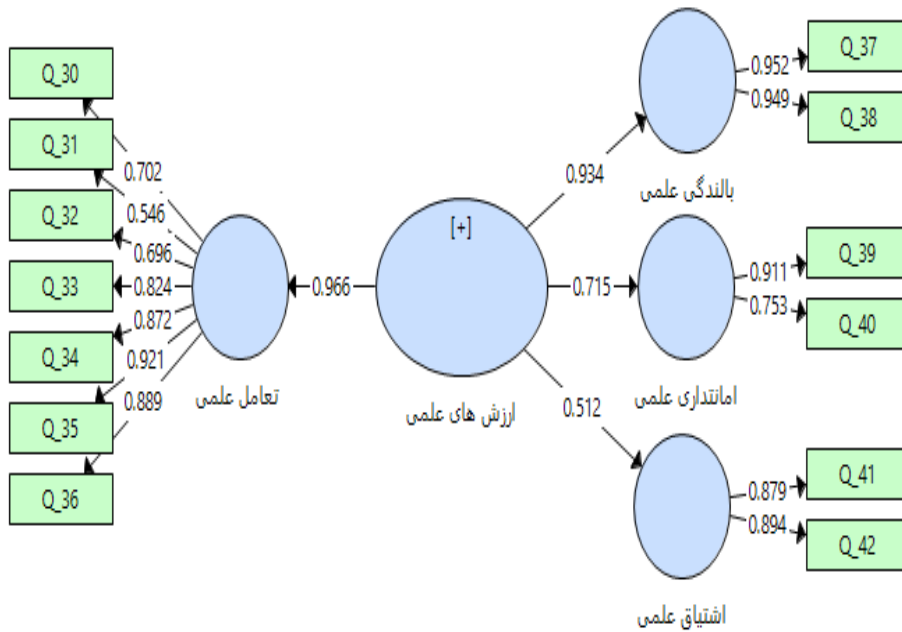 Q_30
Q_31
Q_32
Q_33
Q_34
Q_35
Q_36
0.702
0.546
0.696
0.824
0.872
0.921
0.889
تعامل علمی
0.966
[+]
ارزش های علمی
0.934
0.715
0.512
بالندگی علمی
0.952
0.949
Q_37
Q_38
امانتداری علمی
0.911
0.753
Q_39
Q_40
اشتیاق علمی
0.879
0.894
Q_41
Q_42